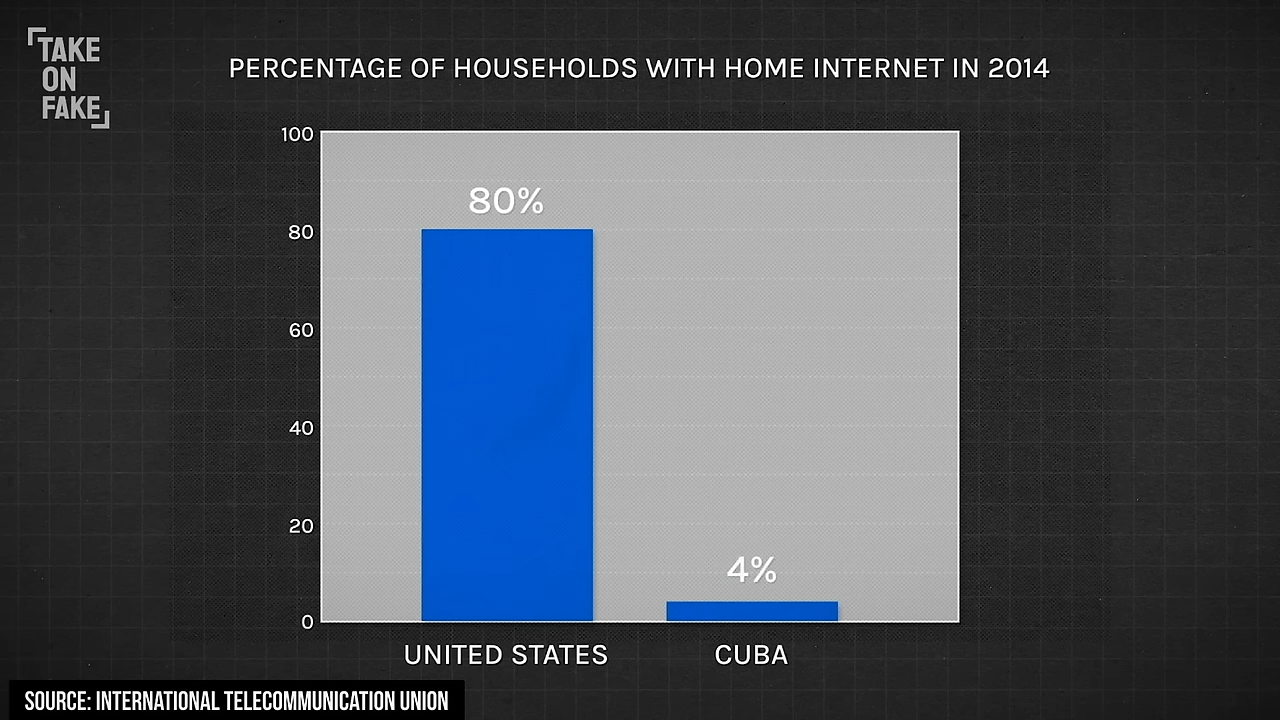 TAKE
ON
FAKE
PERCENTAGE OF HOUSEHOLDS WITH HOME INTERNET IN 2014
100
80
60
40
20
0
80%
4%
UNITED STATES
CUBA
SOURCE: INTERNATIONAL TELECOMMUNICATION UNION